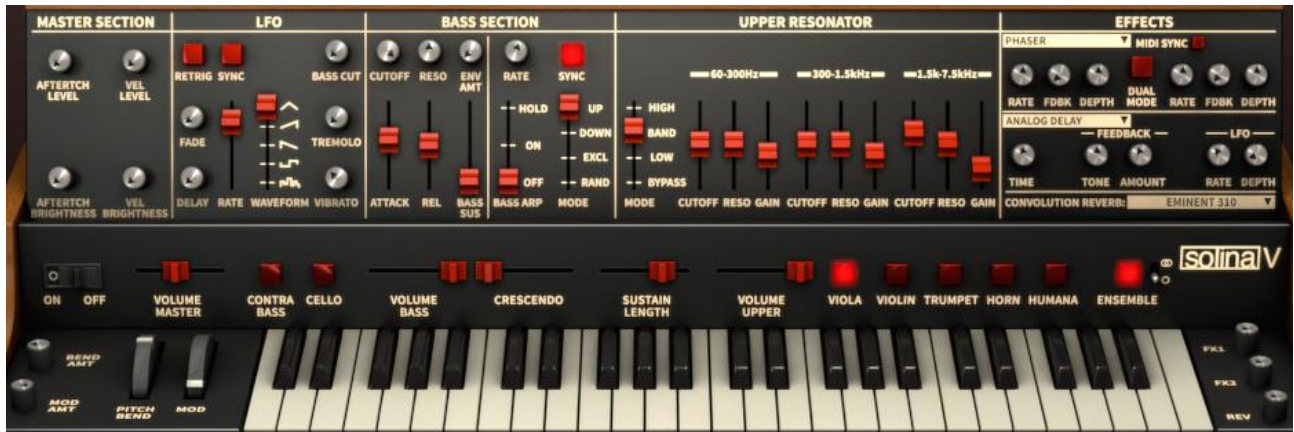 MASTER SECTION
AFTERTCH LEVEL
VEL LEVEL
AFTERTCH BRIGHTNESS
VEL BRIGHTNESS
LFO
RETRIG SYNC
BASS CUT
FADE
TREMOLO
DELAY RATE WAVEFORM VIBRATO
BASS SECTION
CUTOFF RESO ENV AMT
RATE SYNC
HOLD
ON
OFF
UP
DOWN
EXCL
RAND
ATTACK REL BASS SUS
BASS ARP MODE
UPPER RESONATOR
60-300Hz 300-1.5kHz 1.5k-7.5kHz
HIGH
BAND
LOW
BYPASS
MODE CUTOFF RESO GAIN CUTOFF RESO GAIN CUTOFF RESO GAIN
EFFECTS
PHASER MIDI SYNC
RATE FDBK DEPTH DUAL MODE RATE FDBK DEPTH
ANALOG DELAY
FEEDBACK LFO
TIME TONE AMOUNT RATE DEPTH
CONVOLUTION REVERB: EMINENT 310
solina V
ON OFF
VOLUME MASTER
CONTRA BASS
CELLO
VOLUME BASS
CRESCENDO
SUSTAIN LENGTH
VOLUME UPPER
VIOLA VIOLIN TRUMPET HORN HUMANA ENSEMBLE
BEND AMT
MOD AMT
PITCH BEND
MOD
FX1
FX2
REV